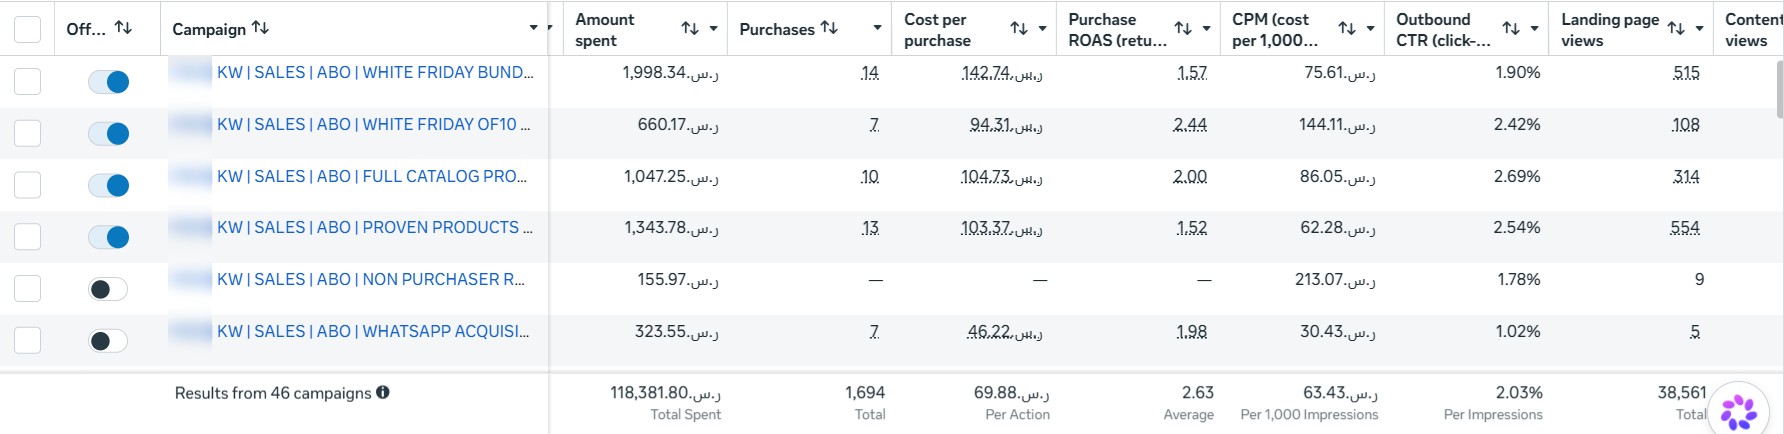 Off... Campaign Amount spent Purchases Cost per purchase Purchase ROAS (retu... CPM (cost per 1,000... Outbound CTR (click-... Landing page views Content views
KW | SALES | ABO | WHITE FRIDAY BUND... 1,998.34.ر.س 14 142.74.ر.س 1.57 75.61.ر.س 1.90% 515
KW | SALES | ABO | WHITE FRIDAY OF10 ... 660.17.ر.س 7 94.31.ر.س 2.44 144.11.ر.س 2.42% 108
KW | SALES | ABO | FULL CATALOG PRO... 1,047.25.ر.س 10 104.73.ر.س 2.00 86.05.ر.س 2.69% 314
KW | SALES | ABO | PROVEN PRODUCTS ... 1,343.78.ر.س 13 103.37.ر.س 1.52 62.28.ر.س 2.54% 554
KW | SALES | ABO | NON PURCHASER R... 155.97.ر.س — — — 213.07.ر.س 1.78% 9
KW | SALES | ABO | WHATSAPP ACQUISI... 323.55.ر.س 7 46.22.ر.س 1.98 30.43.ر.س 1.02% 5
Results from 46 campaigns 118,381.80.ر.س 1,694 69.88.ر.س 2.63 63.43.ر.س 2.03% 38,561
Total Spent Total Per Action Average Per 1,000 Impressions Per Impressions Total